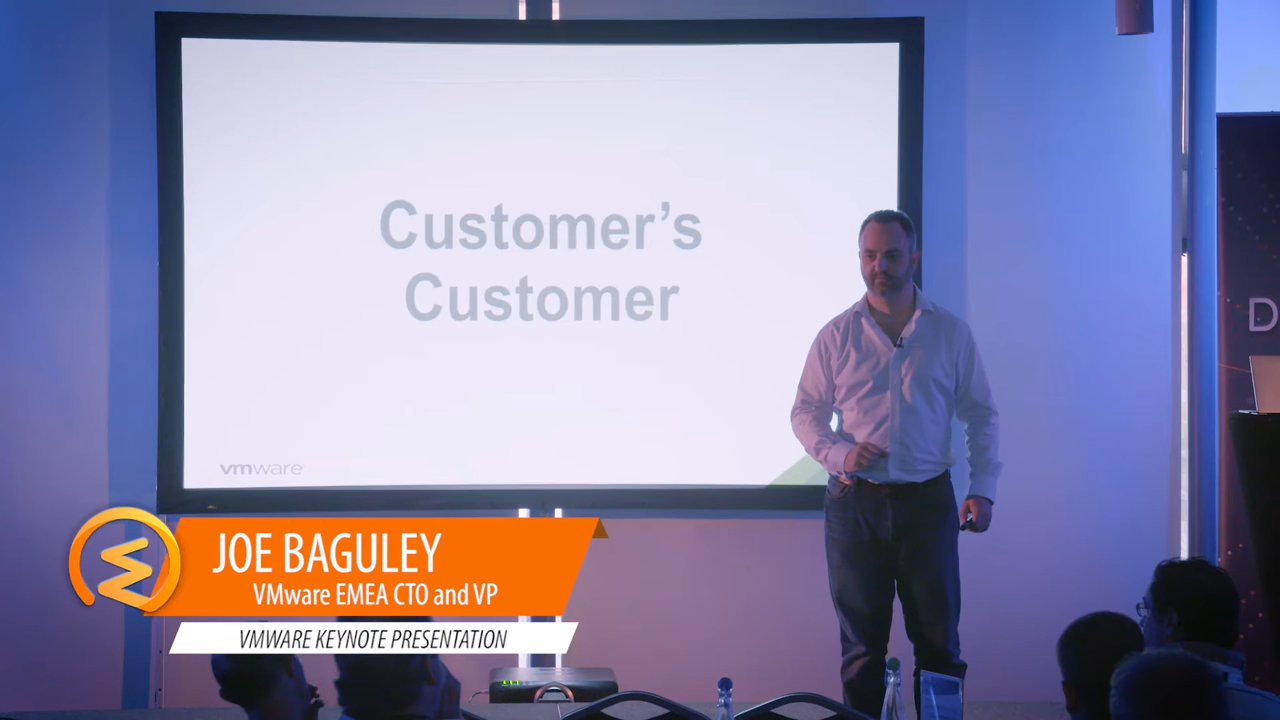 Customer's
Customer
vmware
D
JOE BAGULEY
VMware EMEA CTO and VP
VMWARE KEYNOTE PRESENTATION